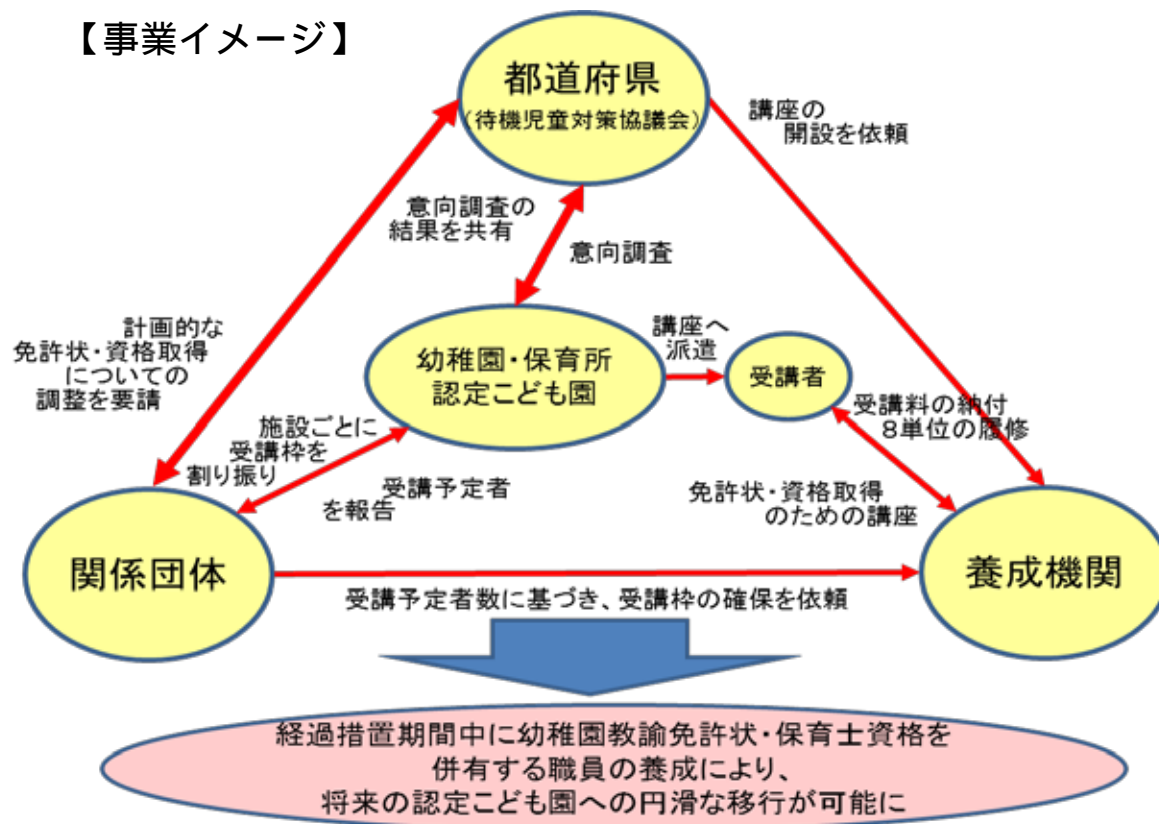 【事業イメージ】
都道府県
(待機児童対策協議会)
講座の
開設を依頼
意向調査の
結果を共有
意向調査
計画的な
免許状・資格取得
についての
調整を要請
幼稚園・保育所
認定こども園
講座へ
派遣
受講者
受講料の納付
8単位の履修
施設ごとに
受講枠を
割り振り
受講予定者
を報告
免許状・資格取得
のための講座
関係団体
養成機関
受講予定者数に基づき、受講枠の確保を依頼
経過措置期間中に幼稚園教諭免許状・保育士資格を
併有する職員の養成により、
将来の認定こども園への円滑な移行が可能に